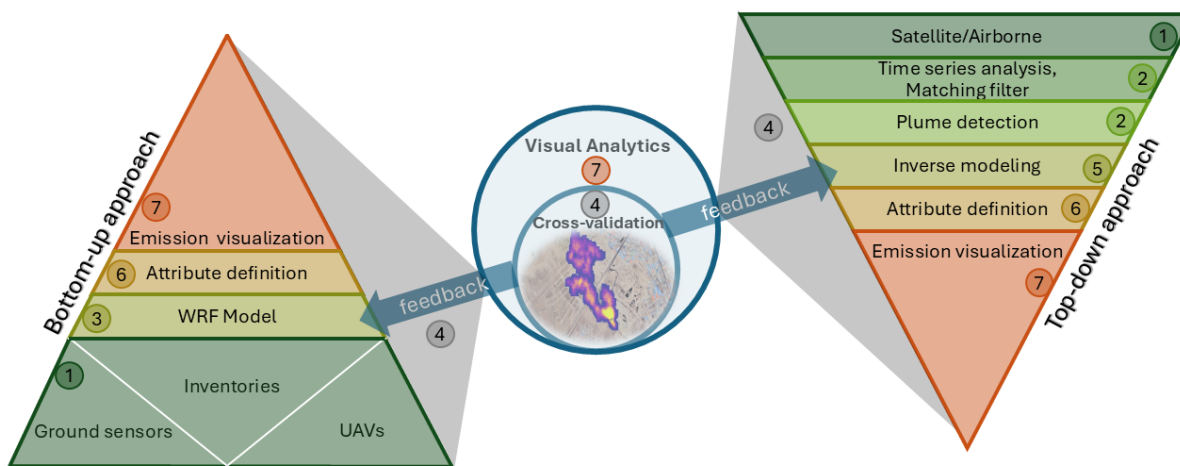 Bottom-up approach
7
Emission visualization
6
Attribute definition
3
WRF Model
1
Inventories
Ground sensors
UAVs
4
feedback
Visual Analytics
7
4
Cross-validation
feedback
4
Satellite/Airborne
1
Time series analysis,
Matching filter
2
Plume detection
2
Inverse modeling
5
Attribute definition
6
Emission visualization
7
Top-down approach